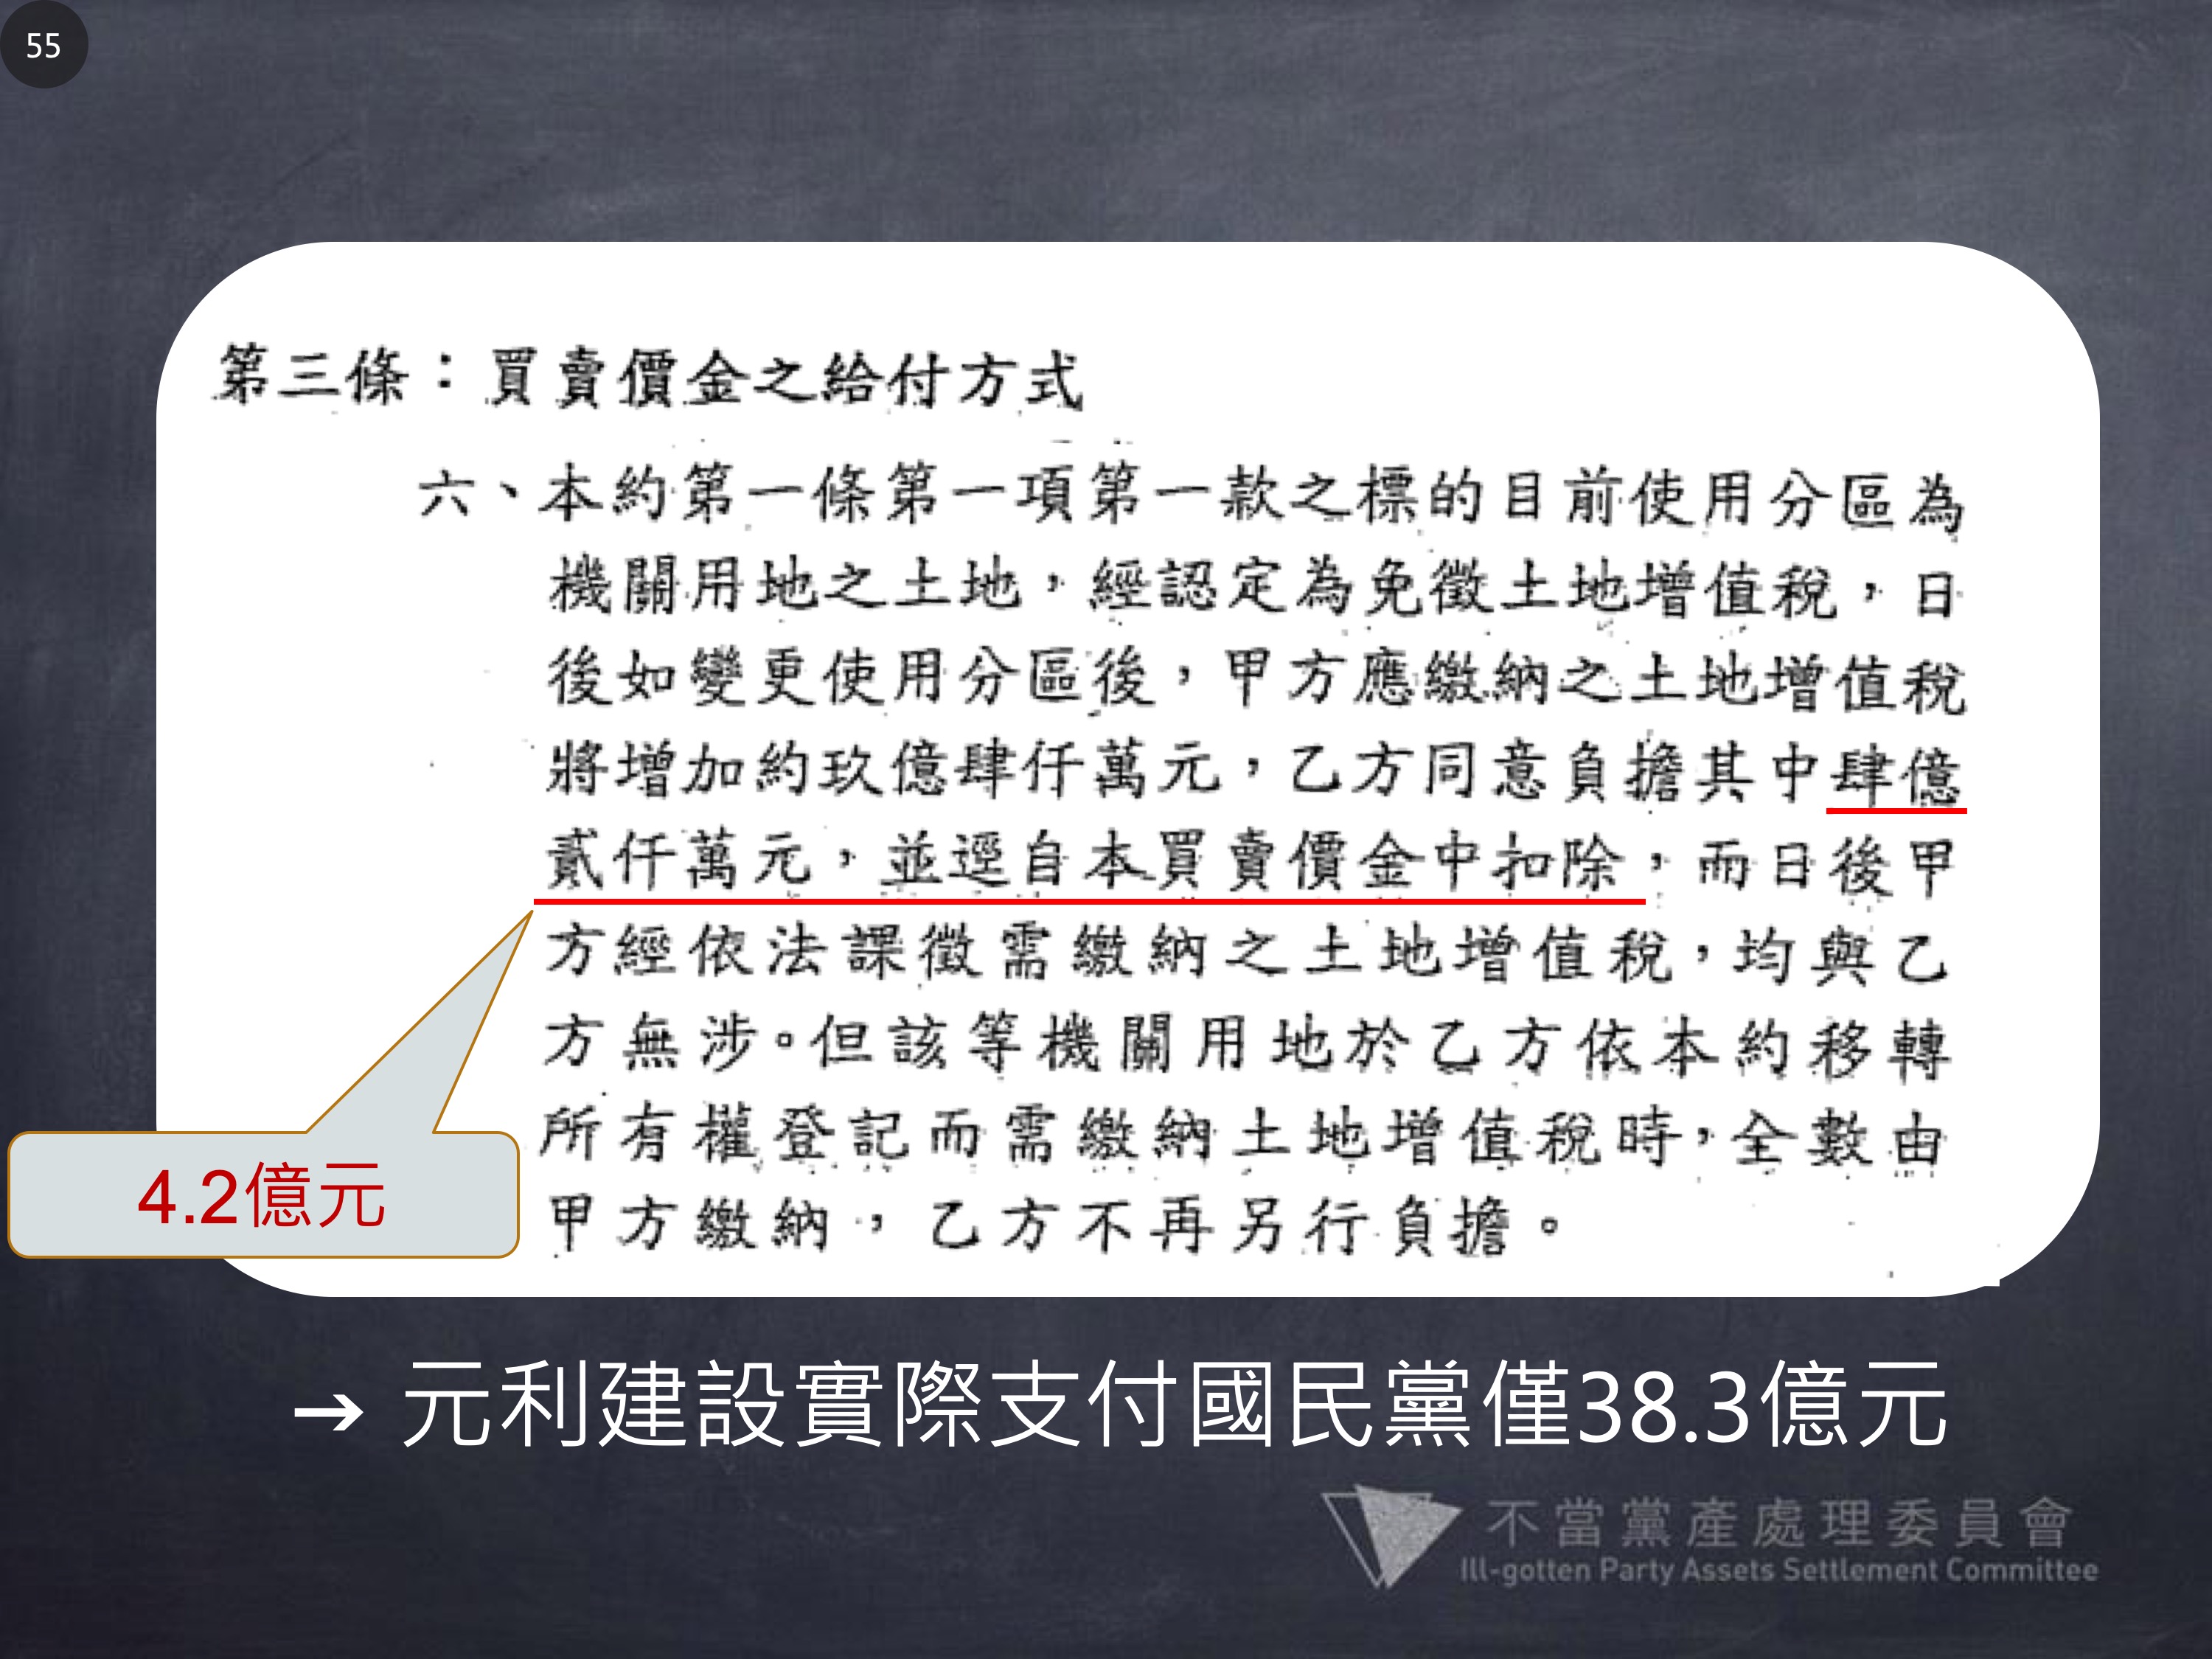 55
第三條：買賣價金之給付方式
六、本約第一條第一項第一款之標的目前使用分區為
機關用地之土地，經認定為免徵土地增值稅，日
後如變更使用分區後，甲方應繳納之土地增值稅
將增加約玖億肆仟萬元，乙方同意負擔其中肆億
貳仟萬元，並逕自本買賣價金中扣除，而日後甲
方經依法課徵需繳納之土地增值稅，均與乙
方無涉。但該等機關用地於乙方依本約移轉
所有權登記而需繳納土地增值稅時，全數由
甲方繳納，乙方不再另行負擔。
4.2億元
→ 元利建設實際支付國民黨僅38.3億元
不當黨產處理委員會
Ill-gotten Party Assets Settlement Committee